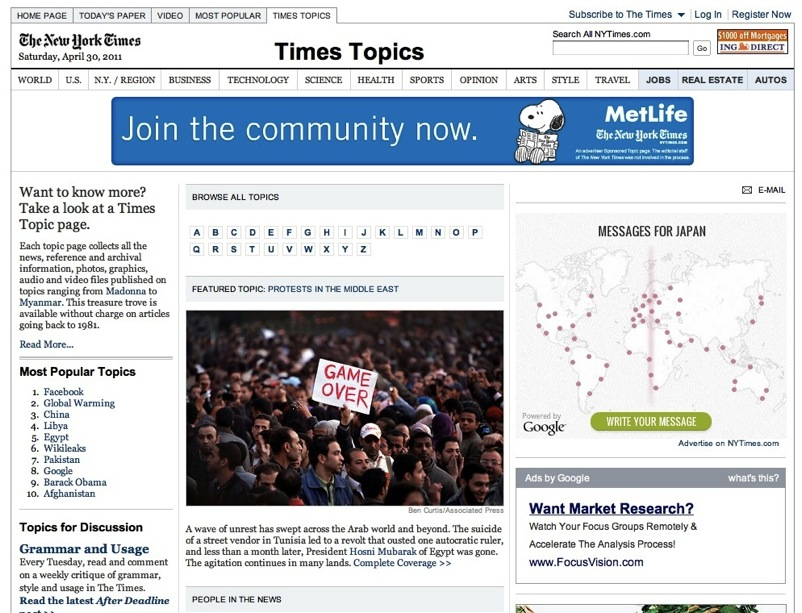 HOME PAGE TODAY'S PAPER VIDEO MOST POPULAR TIMES TOPICS
Subscribe to The Times Log In Register Now
The New York Times
Saturday, April 30, 2011
Times Topics
Search All NYTimes.com
Go
$1000 off Mortgages
ING DIRECT
WORLD U.S. N.Y. / REGION BUSINESS TECHNOLOGY SCIENCE HEALTH SPORTS OPINION ARTS STYLE TRAVEL JOBS REAL ESTATE AUTOS
Join the community now.
MetLife
The New York Times
NYTIMES.COM
An advertiser Sponsored Topic page. The editorial staff
of The New York Times was not involved in the process.
Want to know more?
Take a look at a Times
Topic page.
Each topic page collects all the
news, reference and archival
information, photos, graphics,
audio and video files published on
topics ranging from Madonna to
Myanmar. This treasure trove is
available without charge on articles
going back to 1981.
Read More...
Most Popular Topics
1. Facebook
2. Global Warming
3. China
4. Libya
5. Egypt
6. Wikileaks
7. Pakistan
8. Google
9. Barack Obama
10. Afghanistan
Topics for Discussion
Grammar and Usage
Every Tuesday, read and comment
on a weekly critique of grammar,
style and usage in The Times.
Read the latest After Deadline
post >>
BROWSE ALL TOPICS
A B C D E F G H I J K L M N O P
Q R S T U V W X Y Z
FEATURED TOPIC: PROTESTS IN THE MIDDLE EAST
GAME
OVER
Ben Curtis/Associated Press
A wave of unrest has swept across the Arab world and beyond. The suicide
of a street vendor in Tunisia led to a revolt that ousted one autocratic ruler,
and less than a month later, President Hosni Mubarak of Egypt was gone.
The agitation continues in many lands. Complete Coverage >>
PEOPLE IN THE NEWS
E-MAIL
MESSAGES FOR JAPAN
Powered by
Google
WRITE YOUR MESSAGE
Advertise on NYTimes.com
Ads by Google what's this?
Want Market Research?
Watch Your Focus Groups Remotely &
Accelerate The Analysis Process!
www.FocusVision.com